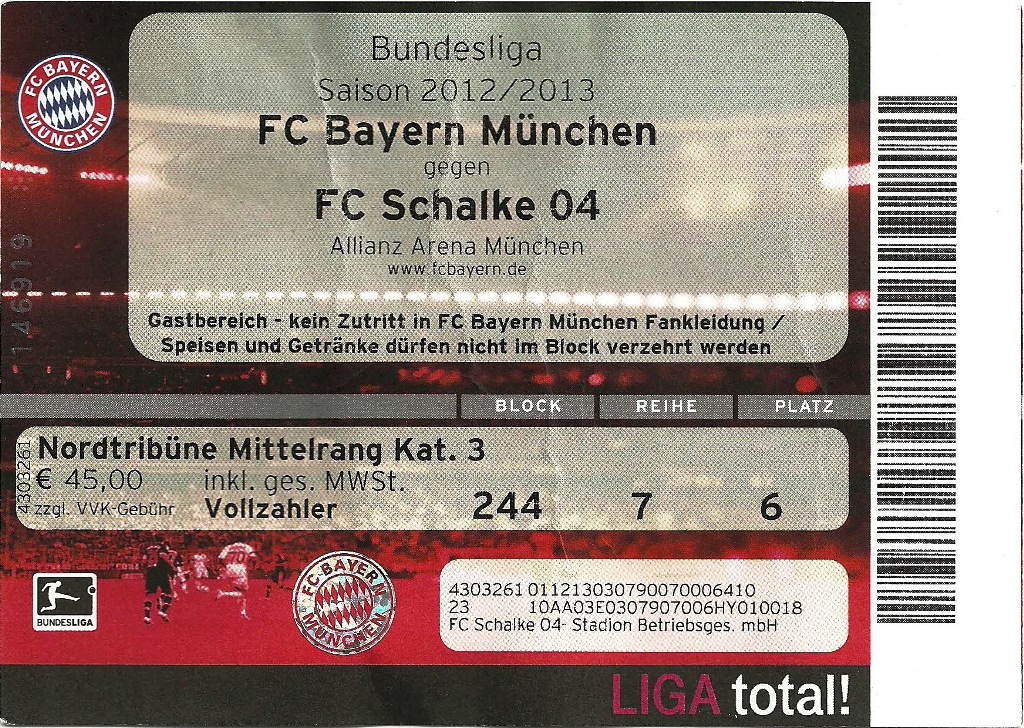 FC BAYERN MÜNCHEN
Bundesliga
Saison 2012/2013
FC Bayern München
gegen
FC Schalke 04
Allianz Arena München
www.fcbayern.de
146919
Gastbereich - kein Zutritt in FC Bayern München Fankleidung /
Speisen und Getränke dürfen nicht im Block verzehrt werden
BLOCK REIHE PLATZ
4303261
Nordtribüne Mittelrang Kat. 3
€ 45,00 inkl. ges. MWSt.
zzgl. VVK-Gebühr Vollzahler 244 7 6
BUNDESLIGA
FC BAYERN MÜNCHEN
4303261 011213030790070006410
23 10AA03E0307907006HY010018
FC Schalke 04- Stadion Betriebsges. mbH
LIGA total!